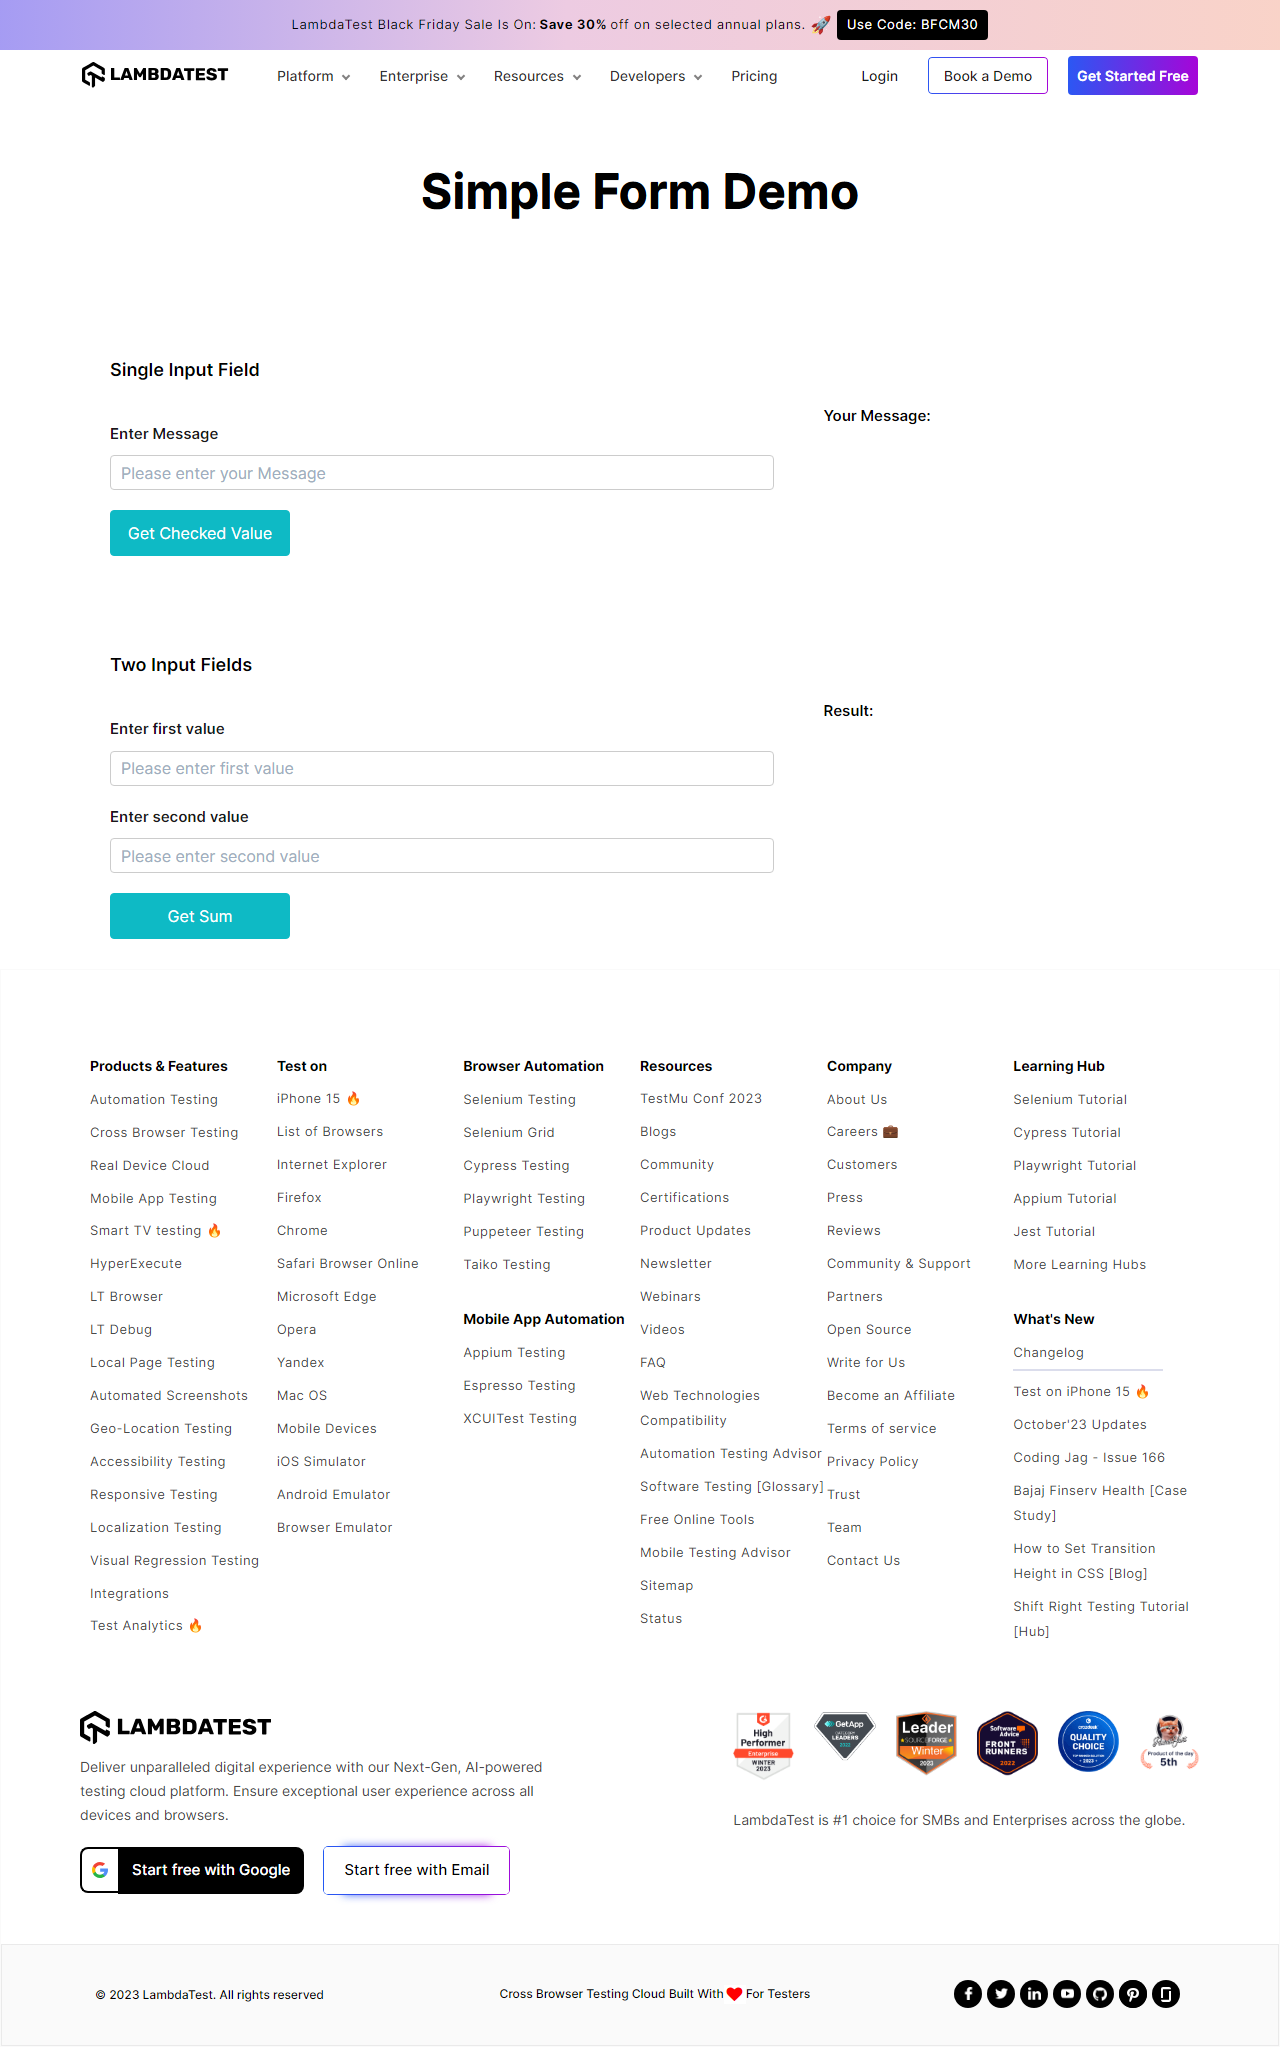 LambdaTest Black Friday Sale Is On: Save 30% off on selected annual plans. 🚀 Use Code: BFCM30
LAMBDATEST Platform Enterprise Resources Developers Pricing Login Book a Demo Get Started Free
Simple Form Demo
Single Input Field
Your Message:
Enter Message
Please enter your Message
Get Checked Value
Two Input Fields
Result:
Enter first value
Please enter first value
Enter second value
Please enter second value
Get Sum
Products & Features
Automation Testing
Cross Browser Testing
Real Device Cloud
Mobile App Testing
Smart TV testing 🔥
HyperExecute
LT Browser
LT Debug
Local Page Testing
Automated Screenshots
Geo-Location Testing
Accessibility Testing
Responsive Testing
Localization Testing
Visual Regression Testing
Integrations
Test Analytics 🔥
Test on
iPhone 15 🔥
List of Browsers
Internet Explorer
Firefox
Chrome
Safari Browser Online
Microsoft Edge
Opera
Yandex
Mac OS
Mobile Devices
iOS Simulator
Android Emulator
Browser Emulator
Browser Automation
Selenium Testing
Selenium Grid
Cypress Testing
Playwright Testing
Puppeteer Testing
Taiko Testing
Mobile App Automation
Appium Testing
Espresso Testing
XCUITest Testing
Resources
TestMu Conf 2023
Blogs
Community
Certifications
Product Updates
Newsletter
Webinars
Videos
FAQ
Web Technologies
Compatibility
Automation Testing Advisor
Software Testing [Glossary]
Free Online Tools
Mobile Testing Advisor
Sitemap
Status
Company
About Us
Careers 💼
Customers
Press
Reviews
Community & Support
Partners
Open Source
Write for Us
Become an Affiliate
Terms of service
Privacy Policy
Trust
Team
Contact Us
Learning Hub
Selenium Tutorial
Cypress Tutorial
Playwright Tutorial
Appium Tutorial
Jest Tutorial
More Learning Hubs
What's New
Changelog
Test on iPhone 15 🔥
October'23 Updates
Coding Jag - Issue 166
Bajaj Finserv Health [Case
Study]
How to Set Transition
Height in CSS [Blog]
Shift Right Testing Tutorial
[Hub]
LAMBDATEST
Deliver unparalleled digital experience with our Next-Gen, AI-powered
testing cloud platform. Ensure exceptional user experience across all
devices and browsers.
Start free with Google
Start free with Email
High
Performer
Enterprise
WINTER
2023
GetApp
LEADERS
2022
Leader
SOURCEFORGE
Winter
2023
Software
Advice
FRONT
RUNNERS
2022
crozdesk
QUALITY
CHOICE
2023
Product of the day
5th
LambdaTest is #1 choice for SMBs and Enterprises across the globe.
© 2023 LambdaTest. All rights reserved
Cross Browser Testing Cloud Built With ❤ For Testers